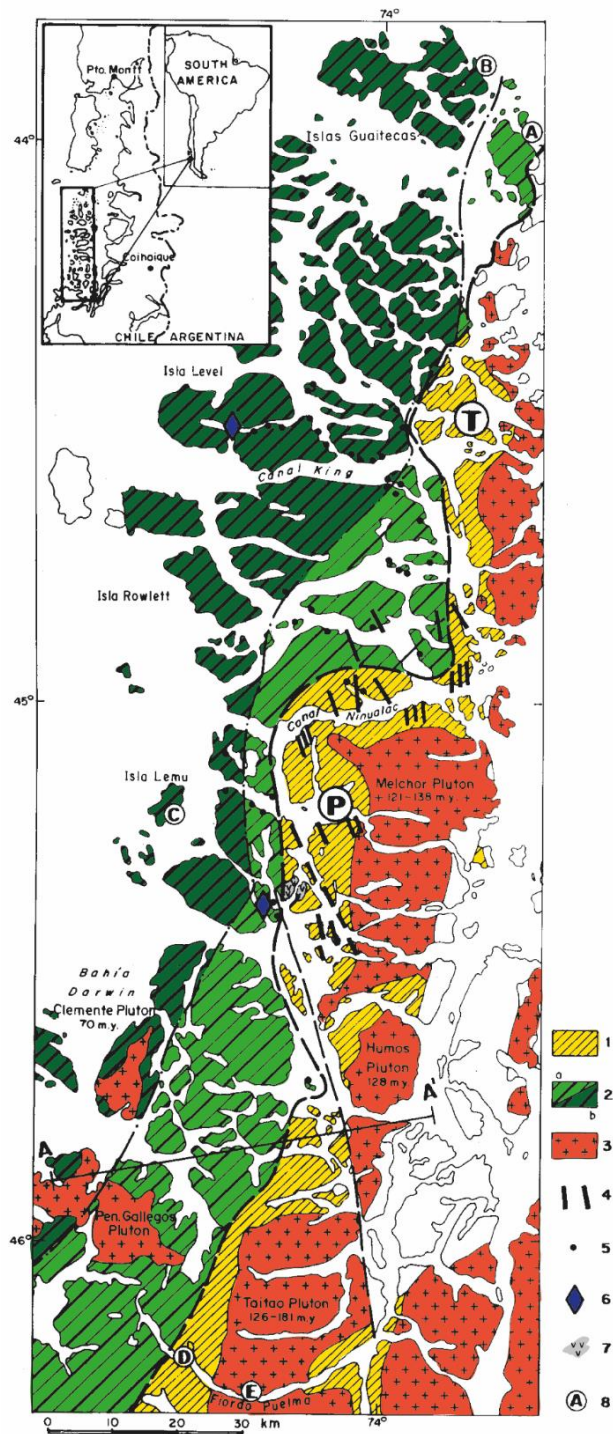 74°
SOUTH
AMERICA
Pto. Montt
Coihaique
CHILE ARGENTINA
B
44°
A
Islas Guaitecas
Isla Level
T
Canal King
Isla Rowlett
45°
Canal Ninualac
Melchor Pluton
121-138 m.y.
Isla Lemu
C
P
Bahía
Darwin
Clemente Pluton
70 m.y.
Humos
Pluton
128 m.y
A'
A
Pen. Gallegos
Pluton
46°
Taitao Pluton
126-181 m.y.
D
E
Fiordo Puelma
0 10 20 30 km
74°
1
a
2
b
3
4
5
6
7
A 8